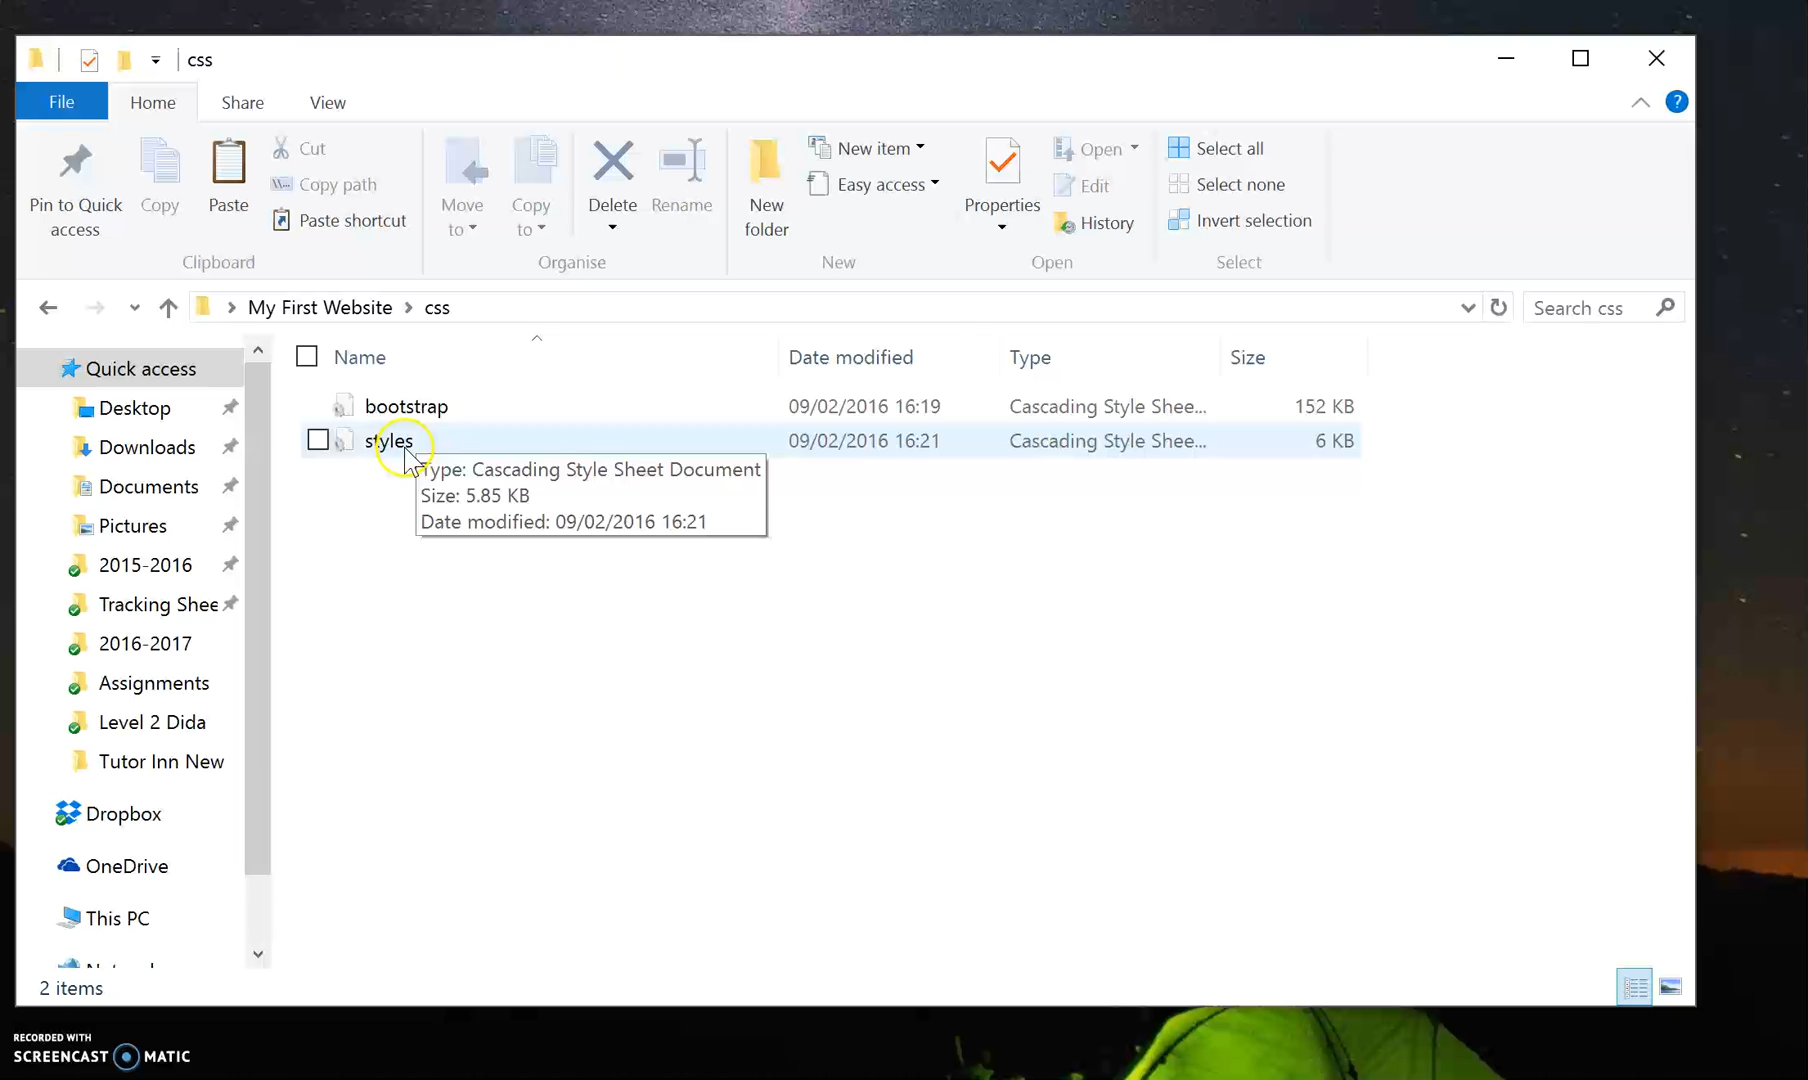 css
File Home Share View
Pin to Quick access
Copy
Paste
Cut
Copy path
Paste shortcut
Clipboard
Move to
Copy to
Delete
Rename
Organise
New folder
New item
Easy access
New
Properties
Open
Edit
History
Open
Select all
Select none
Invert selection
Select
My First Website css
Search css
Name Date modified Type Size
bootstrap 09/02/2016 16:19 Cascading Style Shee... 152 KB
styles 09/02/2016 16:21 Cascading Style Shee... 6 KB
Type: Cascading Style Sheet Document
Size: 5.85 KB
Date modified: 09/02/2016 16:21
Quick access
Desktop
Downloads
Documents
Pictures
2015-2016
Tracking Shee
2016-2017
Assignments
Level 2 Dida
Tutor Inn New
Dropbox
OneDrive
This PC
2 items
RECORDED WITH
SCREENCAST MATIC